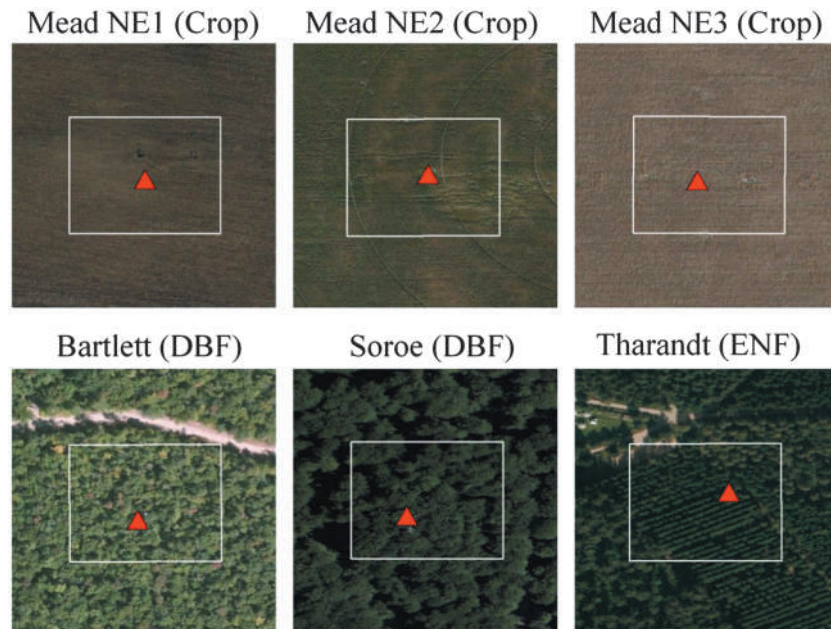 Mead NE1 (Crop)
Mead NE2 (Crop)
Mead NE3 (Crop)
Bartlett (DBF)
Soroe (DBF)
Tharandt (ENF)